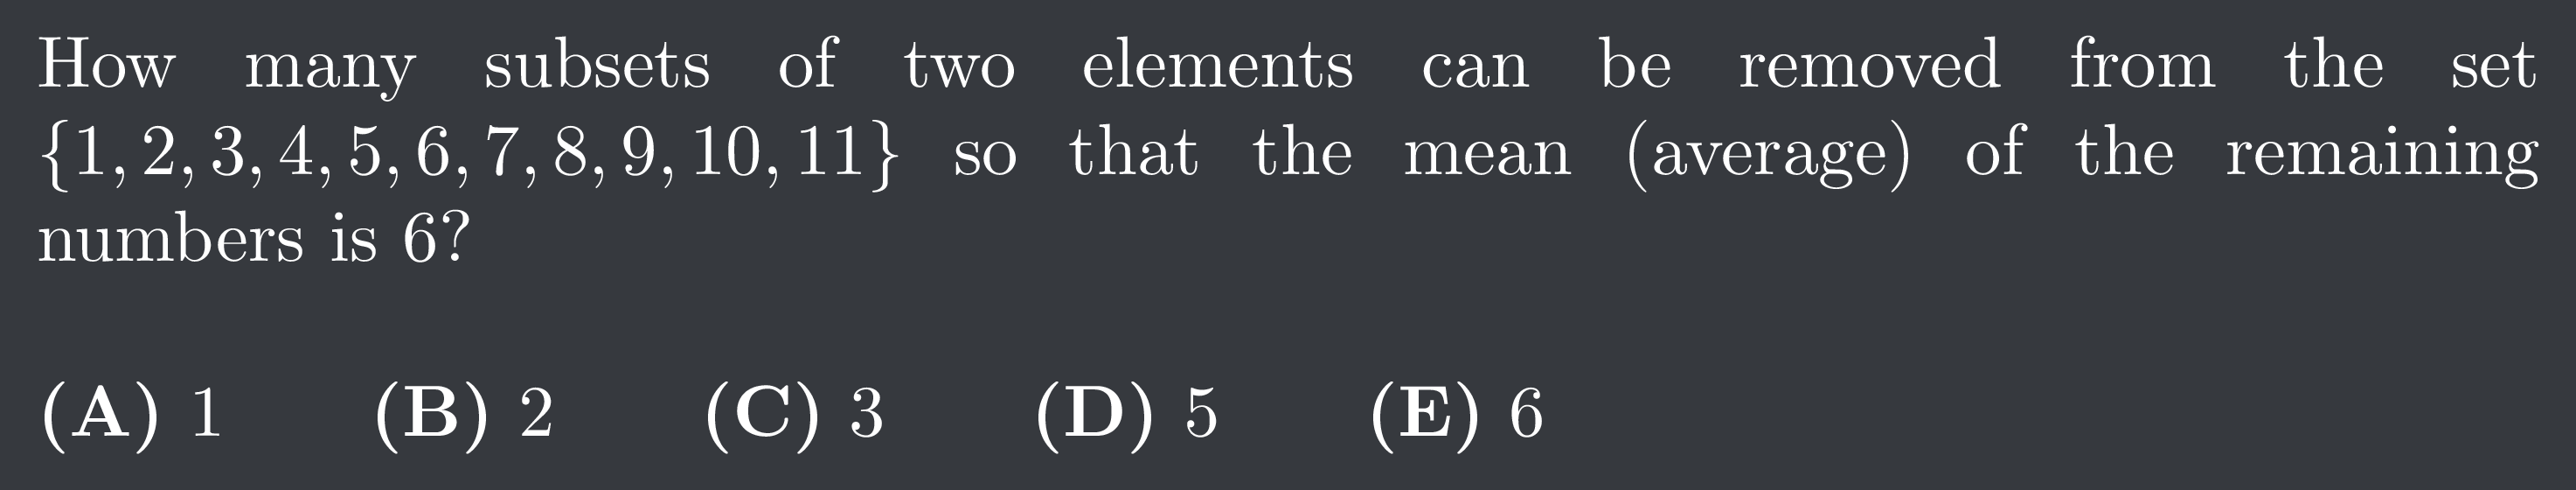 How many subsets of two elements can be removed from the set
{1, 2, 3, 4, 5, 6, 7, 8, 9, 10, 11} so that the mean (average) of the remaining
numbers is 6?
(A) 1 (B) 2 (C) 3 (D) 5 (E) 6